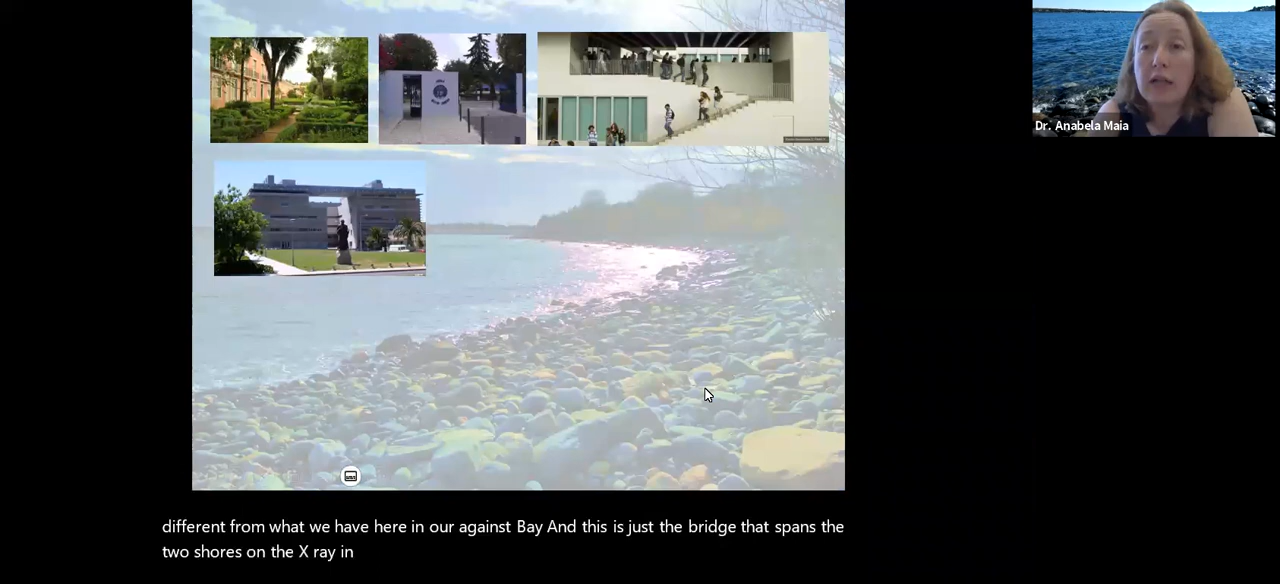 Dr. Anabela Maia
different from what we have here in our against Bay And this is just the bridge that spans the
two shores on the X ray in